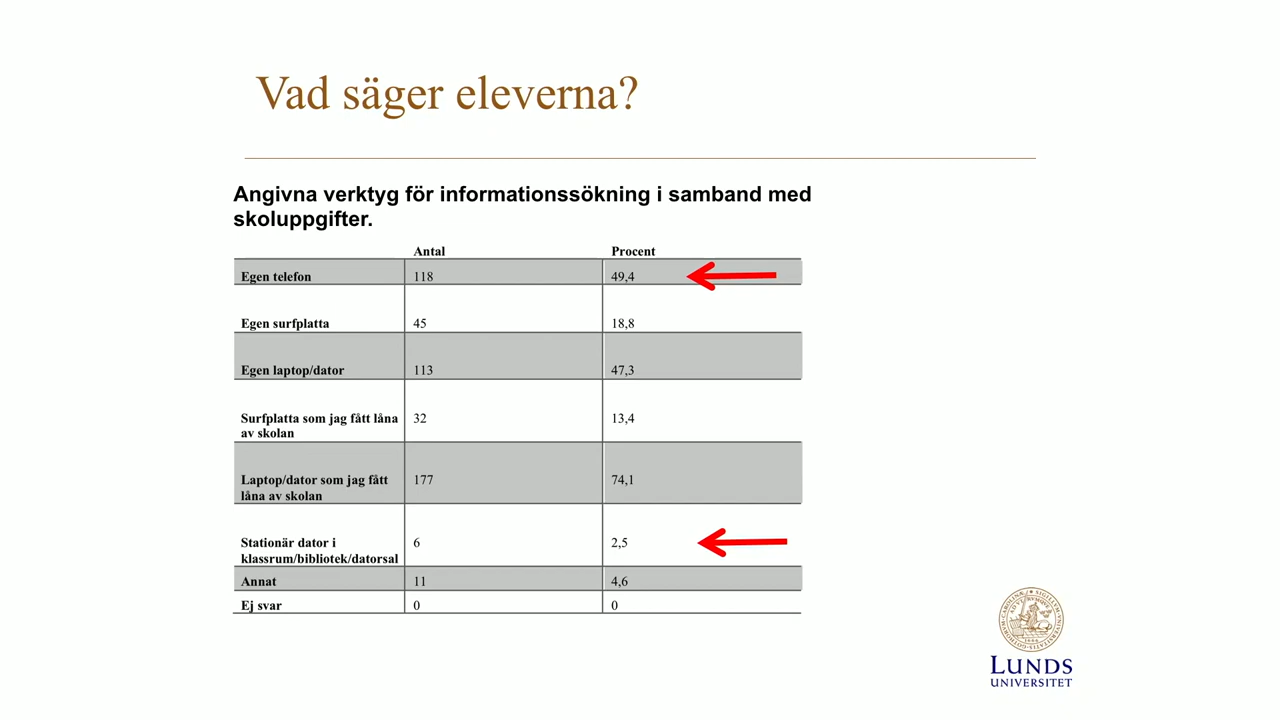 Vad säger eleverna?
Angivna verktyg för informationssökning i samband med
skoluppgifter.
Antal Procent
Egen telefon 118 49,4
Egen surfplatta 45 18,8
Egen laptop/dator 113 47,3
Surfplatta som jag fått låna 32 13,4
av skolan
Laptop/dator som jag fått 177 74,1
låna av skolan
Stationär dator i 6 2,5
klassrum/bibliotek/datorsal
Annat 11 4,6
Ej svar 0 0
LUNDS
UNIVERSITET